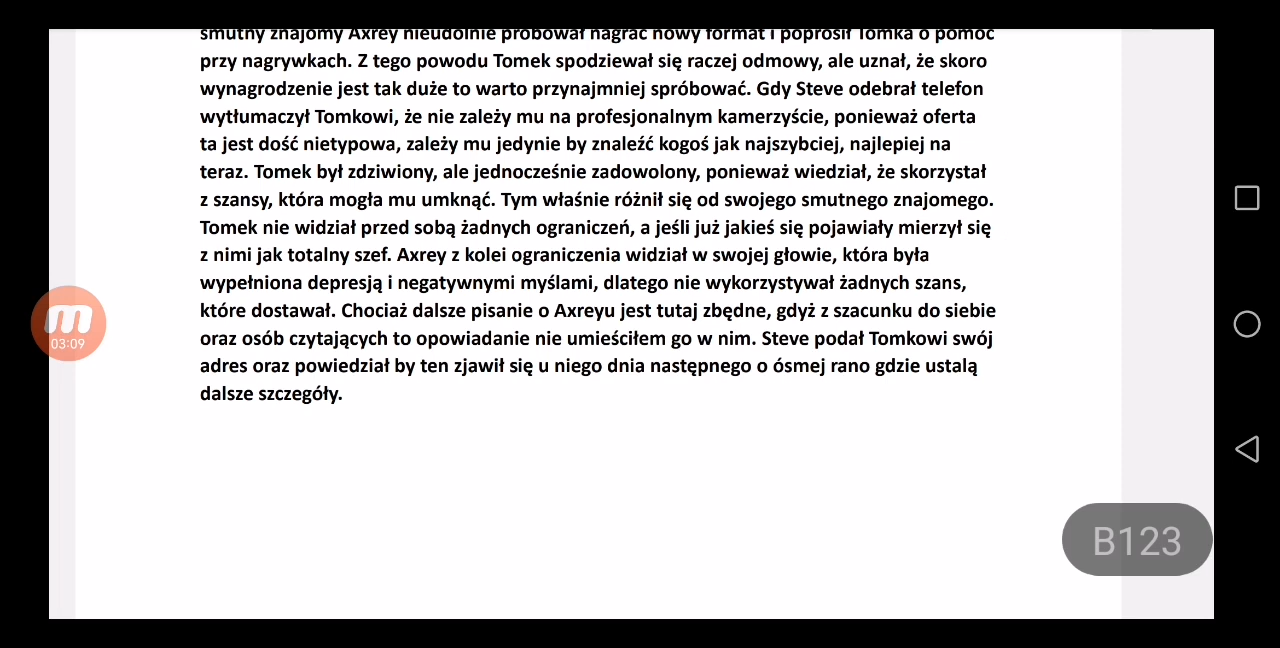 smutny znajomy Axrey nieudolnie próbował nagrać nowy format i poprosił Tomka o pomoc
przy nagrywkach. Z tego powodu Tomek spodziewał się raczej odmowy, ale uznał, że skoro
wynagrodzenie jest tak duże to warto przynajmniej spróbować. Gdy Steve odebrał telefon
wytłumaczył Tomkowi, że nie zależy mu na profesjonalnym kamerzyście, ponieważ oferta
ta jest dość nietypowa, zależy mu jedynie by znaleźć kogoś jak najszybciej, najlepiej na
teraz. Tomek był zdziwiony, ale jednocześnie zadowolony, ponieważ wiedział, że skorzystał
z szansy, która mogła mu umknąć. Tym właśnie różnił się od swojego smutnego znajomego.
Tomek nie widział przed sobą żadnych ograniczeń, a jeśli już jakieś się pojawiały mierzył się
z nimi jak totalny szef. Axrey z kolei ograniczenia widział w swojej głowie, która była
wypełniona depresją i negatywnymi myślami, dlatego nie wykorzystywał żadnych szans,
które dostawał. Chociaż dalsze pisanie o Axreyu jest tutaj zbędne, gdyż z szacunku do siebie
oraz osób czytających to opowiadanie nie umieściłem go w nim. Steve podał Tomkowi swój
adres oraz powiedział by ten zjawił się u niego dnia następnego o ósmej rano gdzie ustalą
dalsze szczegóły.
03:09
B123